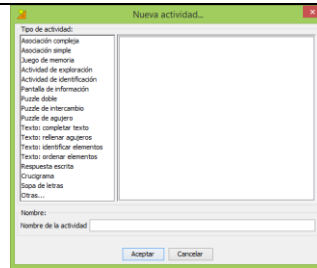 Nueva actividad...
Tipo de actividad:
Asociación compleja
Asociación simple
Juego de memoria
Actividad de exploración
Actividad de identificación
Pantalla de información
Puzzle doble
Puzzle de intercambio
Puzzle de agujero
Texto: completar texto
Texto: rellenar agujeros
Texto: identificar elementos
Texto: ordenar elementos
Respuesta escrita
Crucigrama
Sopa de letras
Otras...
Nombre:
Nombre de la actividad
Aceptar Cancelar